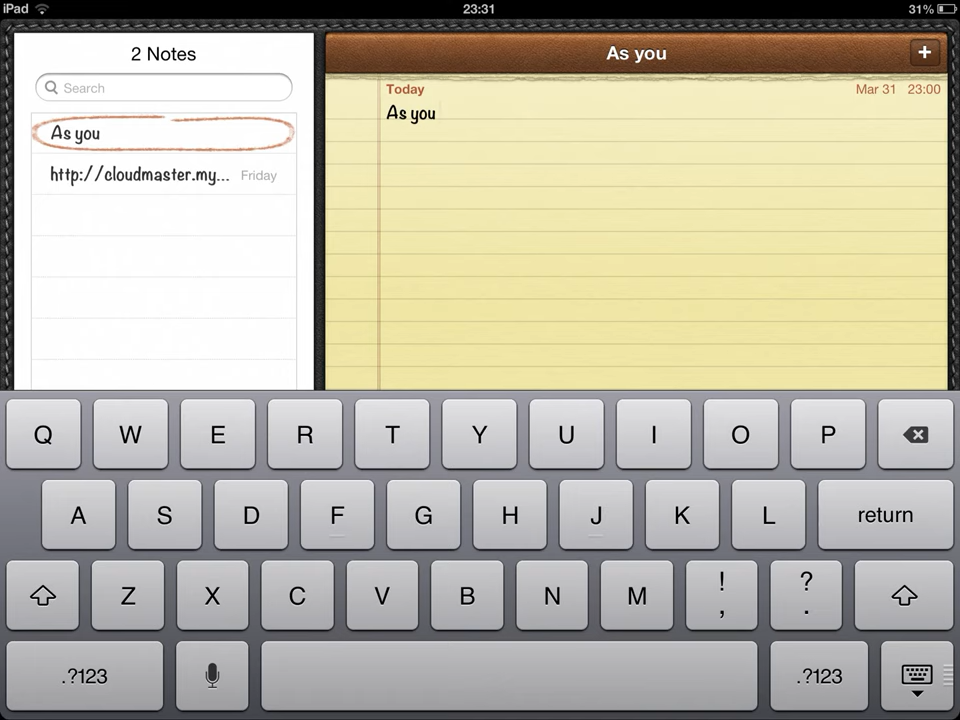 iPad 23:31 31%
2 Notes
Search
As you
http://cloudmaster.my... Friday
As you
+
Today Mar 31 23:00
As you
Q W E R T Y U I O P
A S D F G H J K L return
Z X C V B N M ! , ? .
.?123 .?123